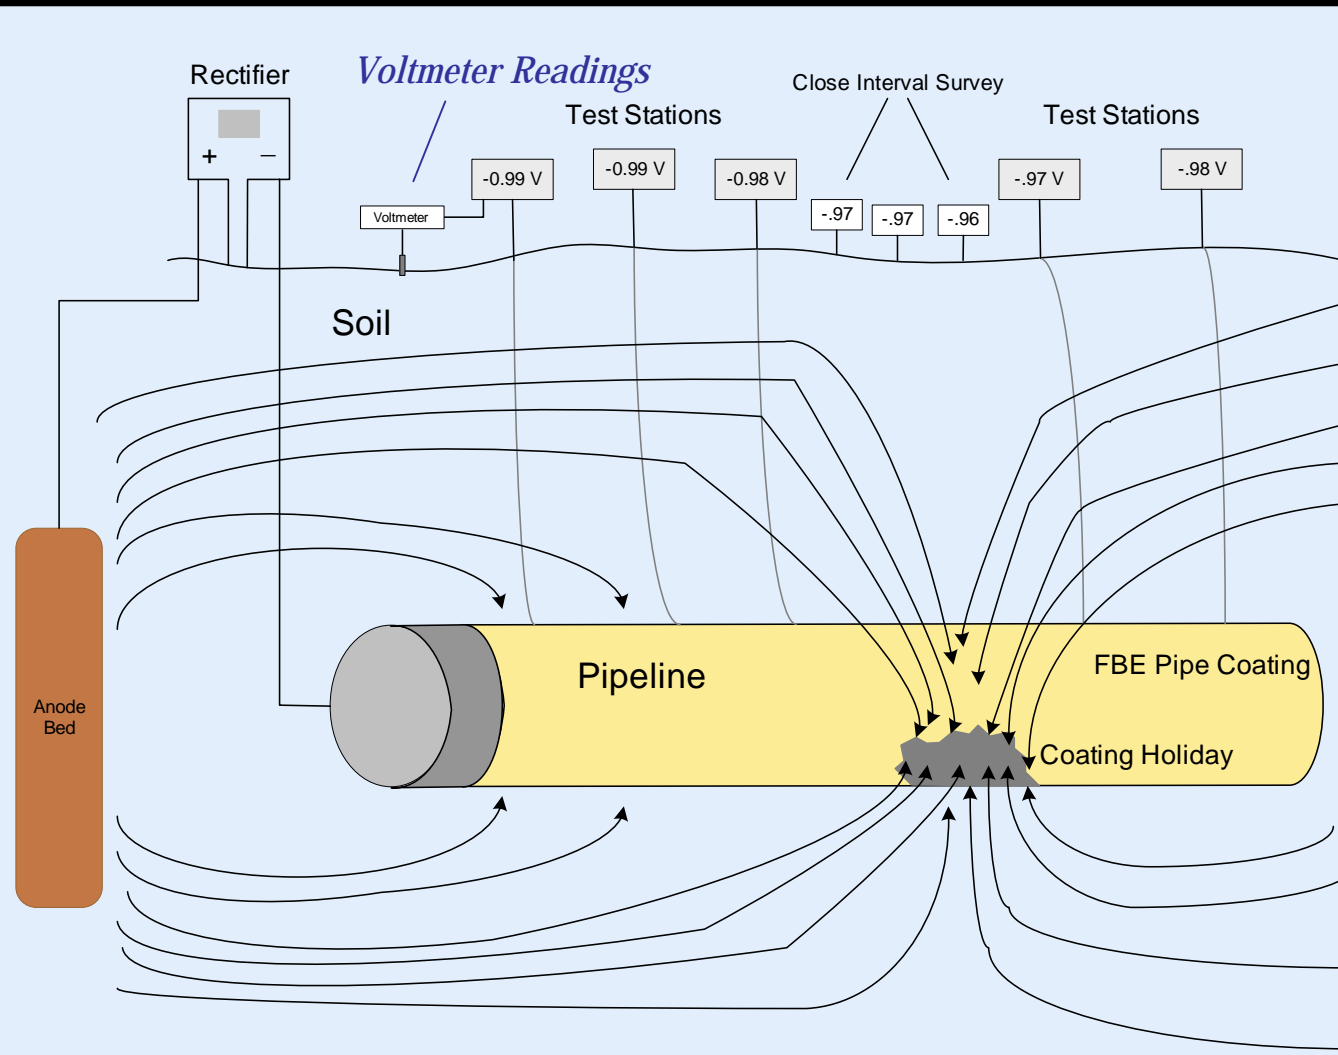 Rectifier
Voltmeter Readings
Close Interval Survey
Test Stations
Test Stations
+
–
-0.99 V
-0.99 V
-0.98 V
-.97 V
-.98 V
Voltmeter
-.97
-.97
-.96
Soil
Pipeline
FBE Pipe Coating
Anode
Bed
Coating Holiday